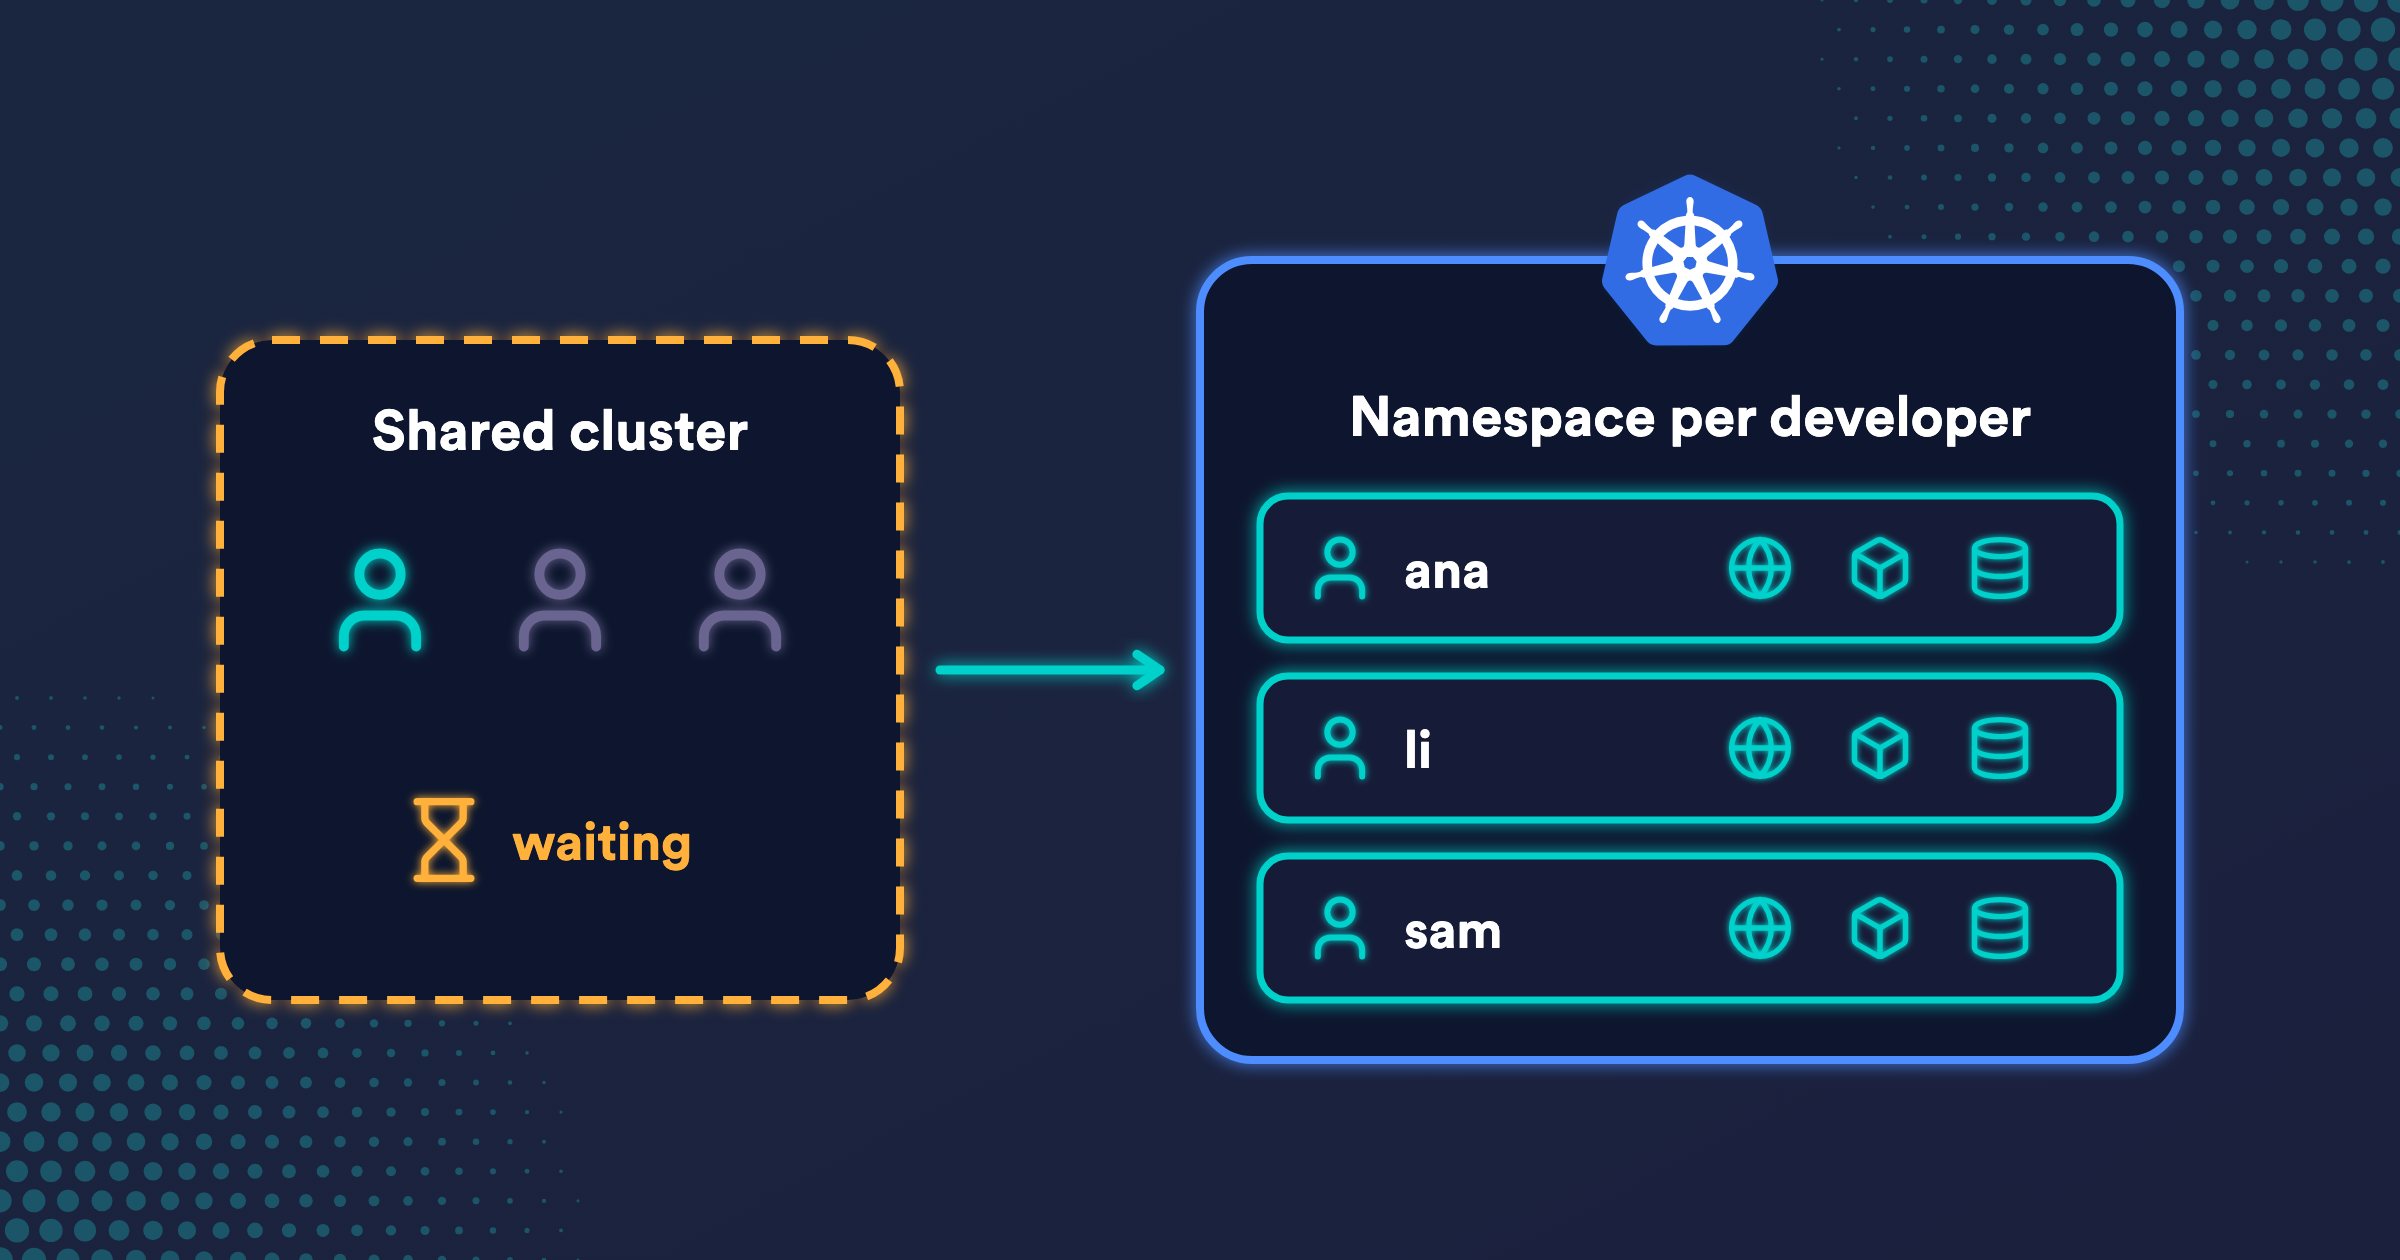 Shared cluster
waiting
Namespace per developer
ana
li
sam